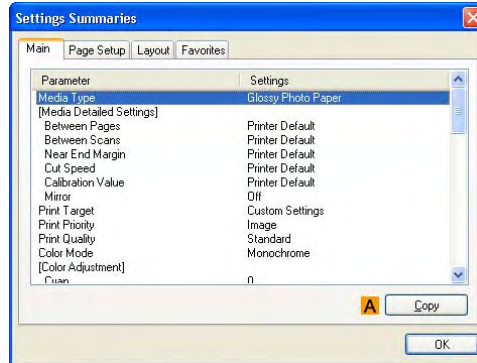 Settings Summaries
Main Page Setup Layout Favorites
Parameter Settings
Media Type Glossy Photo Paper
[Media Detailed Settings]
Between Pages Printer Default
Between Scans Printer Default
Near End Margin Printer Default
Cut Speed Printer Default
Calibration Value Printer Default
Mirror Off
Print Target Custom Settings
Print Priority Image
Print Quality Standard
Color Mode Monochrome
[Color Adjustment]
Cyan 0
A Copy
OK